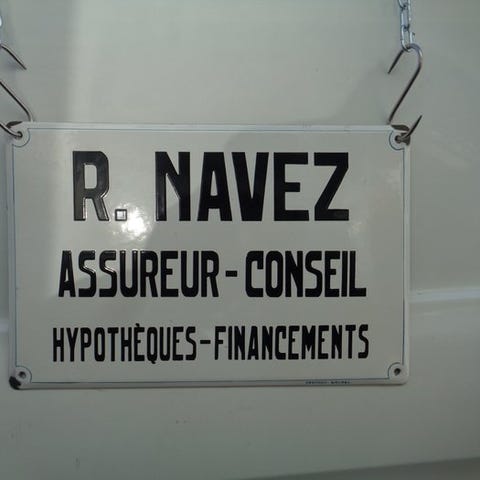 R. NAVEZ
ASSUREUR-CONSEIL
HYPOTHÈQUES-FINANCEMENTS